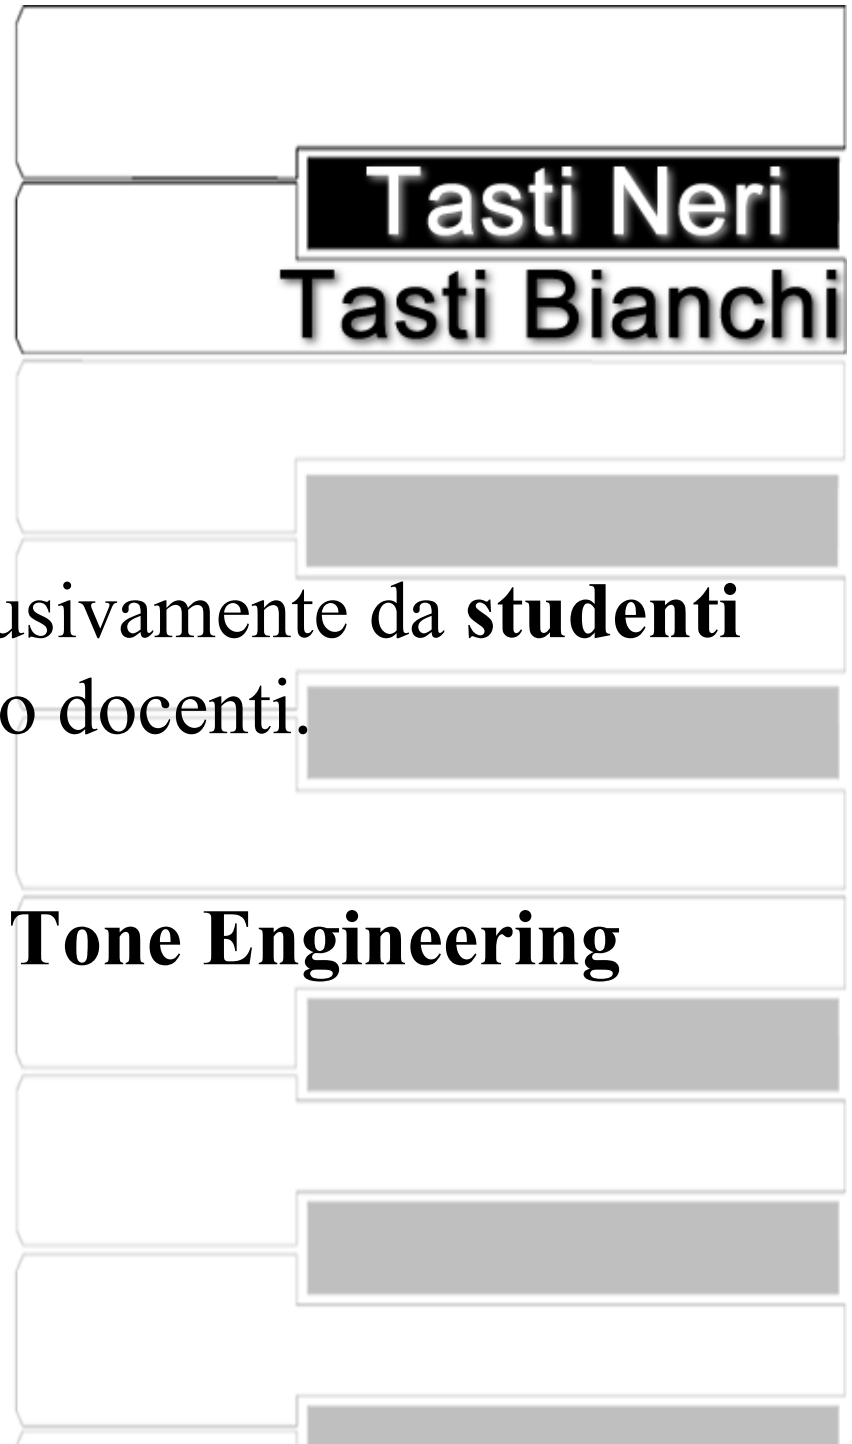 Tasti Neri
Tasti Bianchi
usivamente da studenti
o docenti.
Tone Engineering